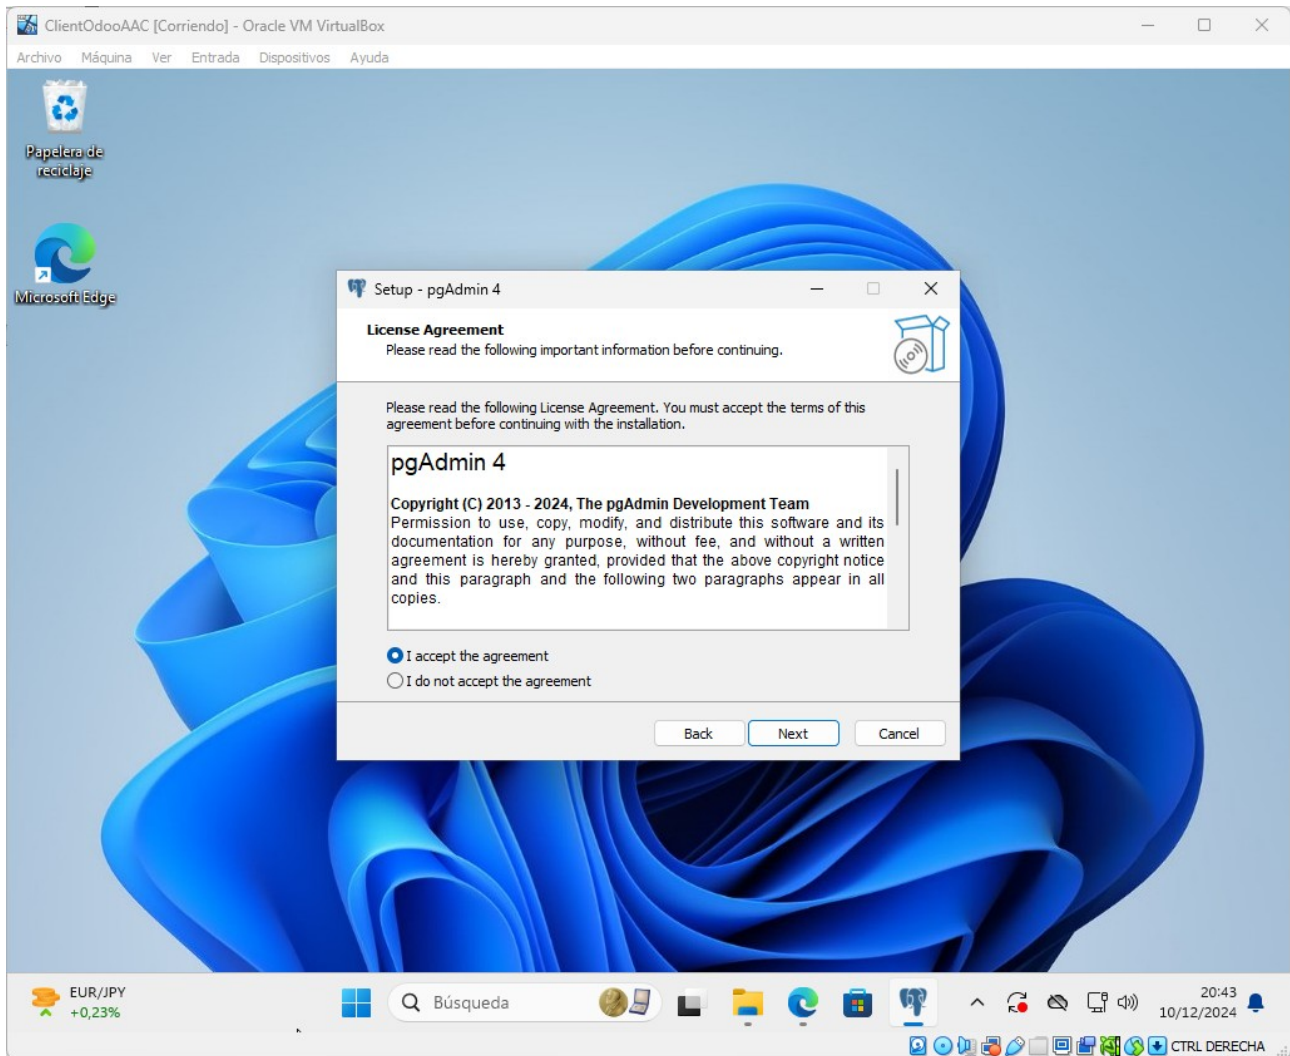 ClientOdooAAC [Corriendo] - Oracle VM VirtualBox
Archivo Máquina Ver Entrada Dispositivos Ayuda
Papelera de
reciclaje
Microsoft Edge
Setup - pgAdmin 4
License Agreement
Please read the following important information before continuing.
Please read the following License Agreement. You must accept the terms of this
agreement before continuing with the installation.
pgAdmin 4
Copyright (C) 2013 - 2024, The pgAdmin Development Team
Permission to use, copy, modify, and distribute this software and its
documentation for any purpose, without fee, and without a written
agreement is hereby granted, provided that the above copyright notice
and this paragraph and the following two paragraphs appear in all
copies.
I accept the agreement
I do not accept the agreement
Back Next Cancel
EUR/JPY
+0,23%
Búsqueda
20:43
10/12/2024
CTRL DERECHA